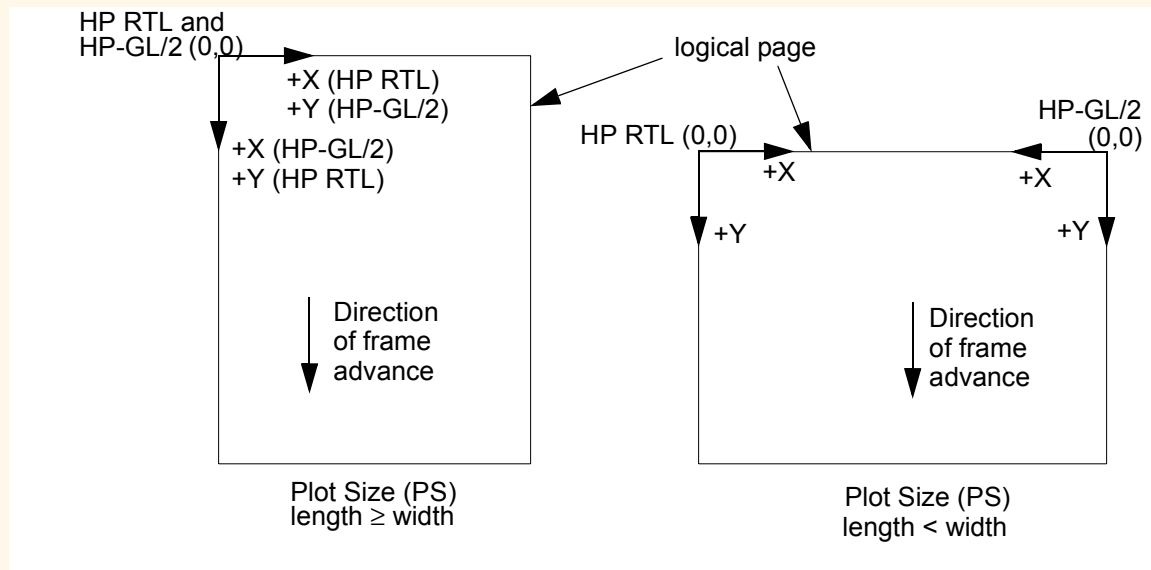 HP RTL and
HP-GL/2 (0,0)
+X (HP RTL)
+Y (HP-GL/2)
+X (HP-GL/2)
+Y (HP RTL)
Direction
of frame
advance
Plot Size (PS)
length ≥ width
logical page
HP RTL (0,0)
+X
+Y
HP-GL/2
(0,0)
+X
+Y
Direction
of frame
advance
Plot Size (PS)
length < width